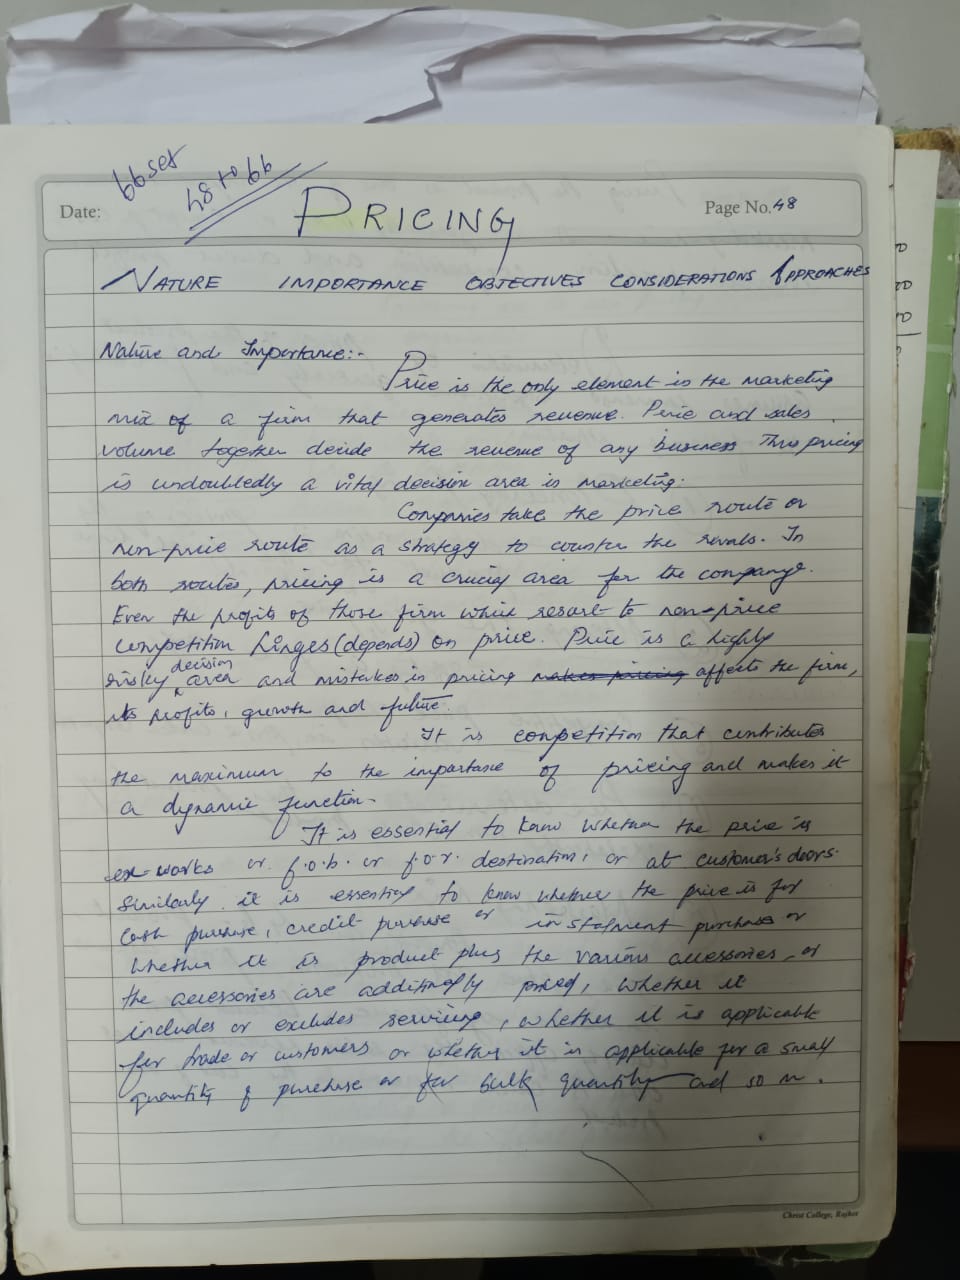 66 set
48 to 66
Date:
PRICING
Page No. 48
NATURE IMPORTANCE OBJECTIVES CONSIDERATIONS APPROACHES
Nature and Importance:-
Price is the only element in the marketing
mix of a firm that generates revenue. Price and sales
volume together decide the revenue of any business Thus pricing
is undoubtedly a vital decision area in marketing.
Companies take the price route or
non-price route as a strategy to counter the rivals. In
both routes, pricing is a crucial area for the company.
Even the profits of those firm which resort to non-price
competition hinges (depends) on price. Price is a highly
decision
risky area and mistakes in pricing makes pricing affects the firm,
its profits, growth and future.
It is competition that contributes
the maximum to the importance of pricing and makes it
a dynamic function.
It is essential to know whether the price is
ex-works or f.o.b. or f.o.r. destination, or at customer's doors.
Similarly it is essential to know whether the price is for
cash purchase, credit purchase or instalment purchase or
whether it is product plus the various accessories, or
the accessories are additionally priced, whether it
includes or excludes servicing, whether it is applicable
for trade or customers or whether it is applicable for a small
quantity of purchase or for bulk quantity and so on.
Christ College, Rajkot